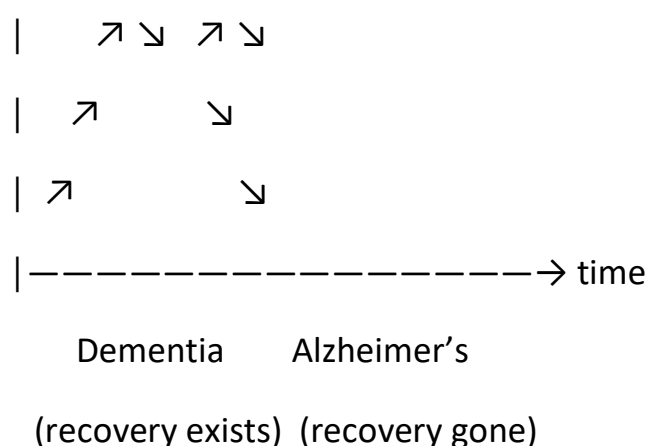 | ↗ ↘ ↗ ↘
| ↗ ↘
| ↗ ↘
|———————————————→ time
Dementia Alzheimer’s
(recovery exists) (recovery gone)